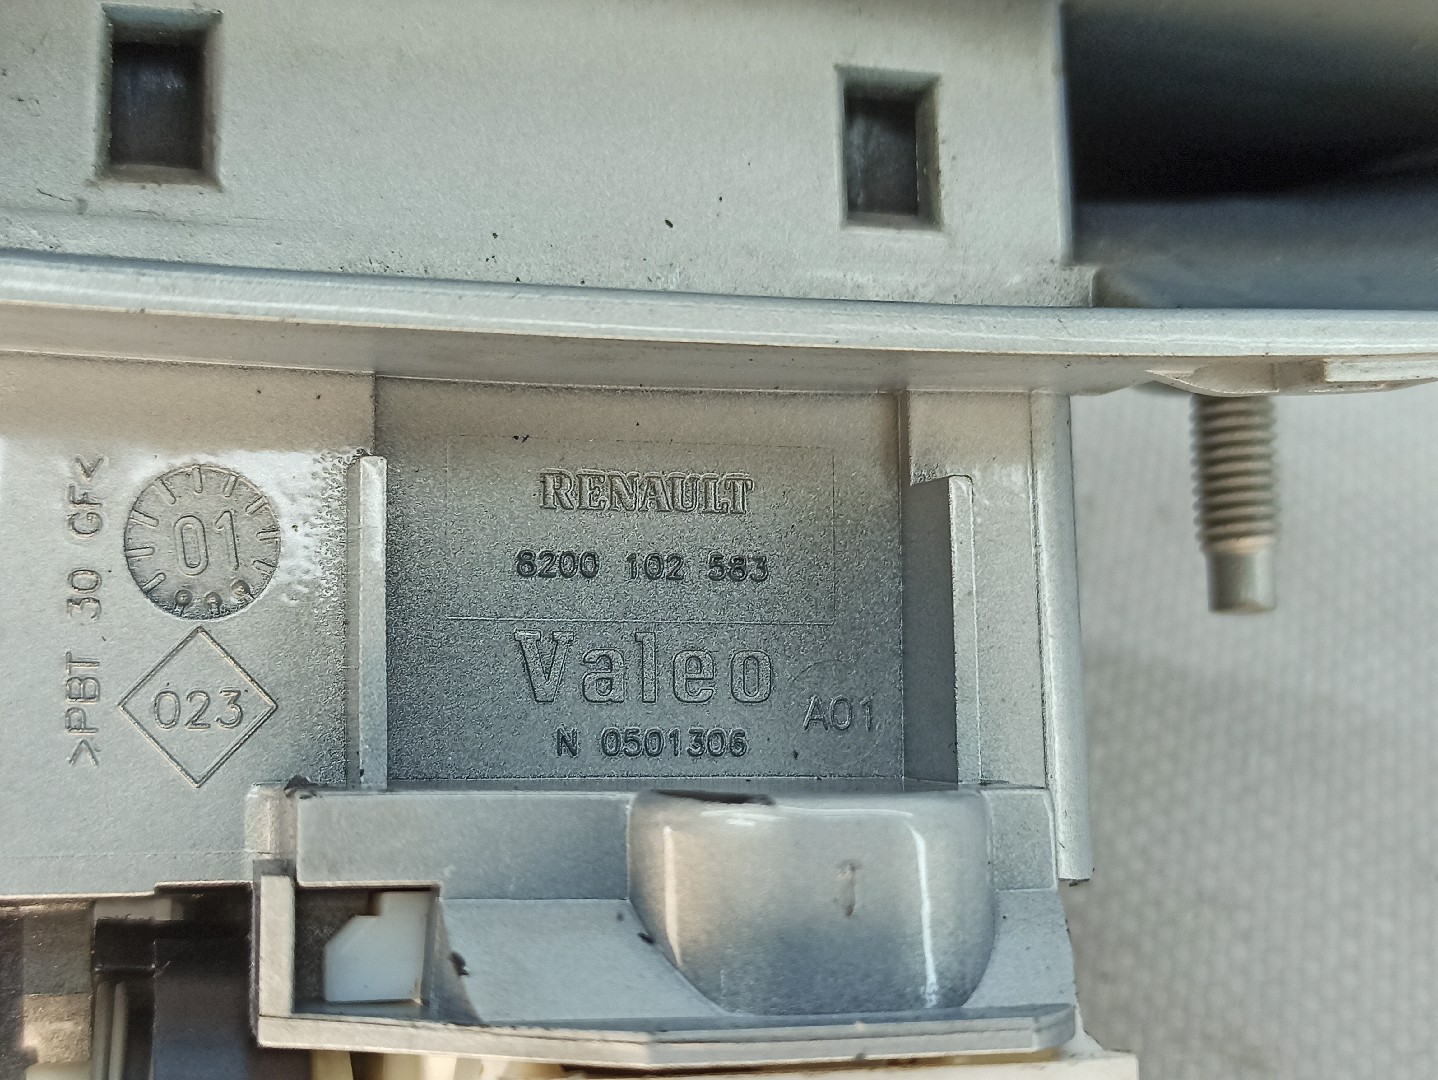 >PBT 30 GF<
01
023
RENAULT
8200 102 583
Valeo
A01
N 0501306